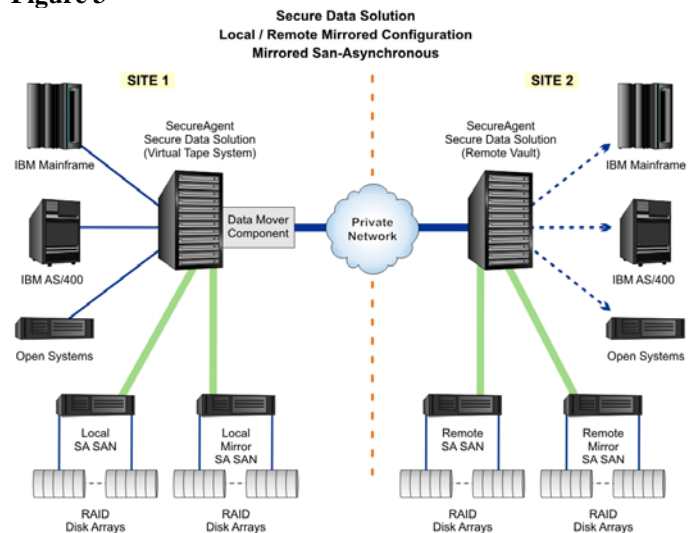 Figure 3
Secure Data Solution
Local / Remote Mirrored Configuration
Mirrored San-Asynchronous
SITE 1
SITE 2
SecureAgent
Secure Data Solution
(Virtual Tape System)
SecureAgent
Secure Data Solution
(Remote Vault)
IBM Mainframe
IBM Mainframe
Data Mover
Component
Private
Network
IBM AS/400
IBM AS/400
Open Systems
Open Systems
Local
SA SAN
Local
Mirror
SA SAN
Remote
SA SAN
Remote
Mirror
SA SAN
RAID
Disk Arrays
RAID
Disk Arrays
RAID
Disk Arrays
RAID
Disk Arrays